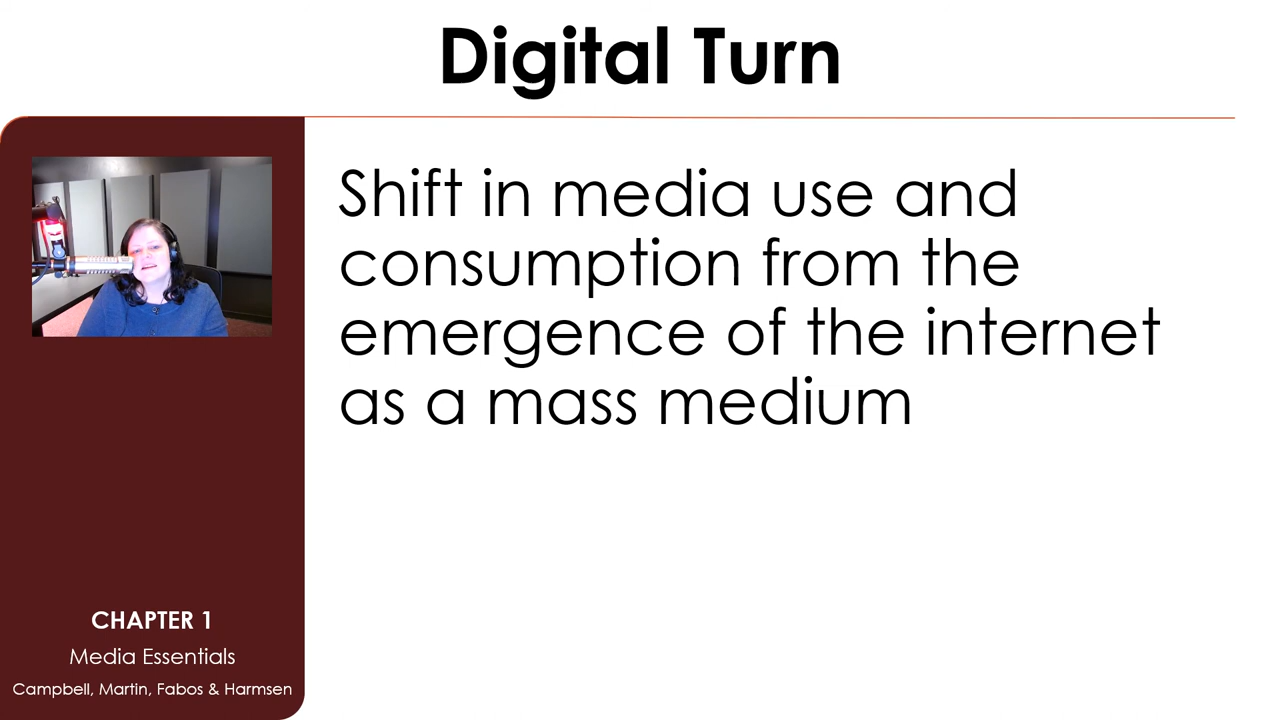 Digital Turn
Shift in media use and
consumption from the
emergence of the internet
as a mass medium
CHAPTER 1
Media Essentials
Campbell, Martin, Fabos & Harmsen